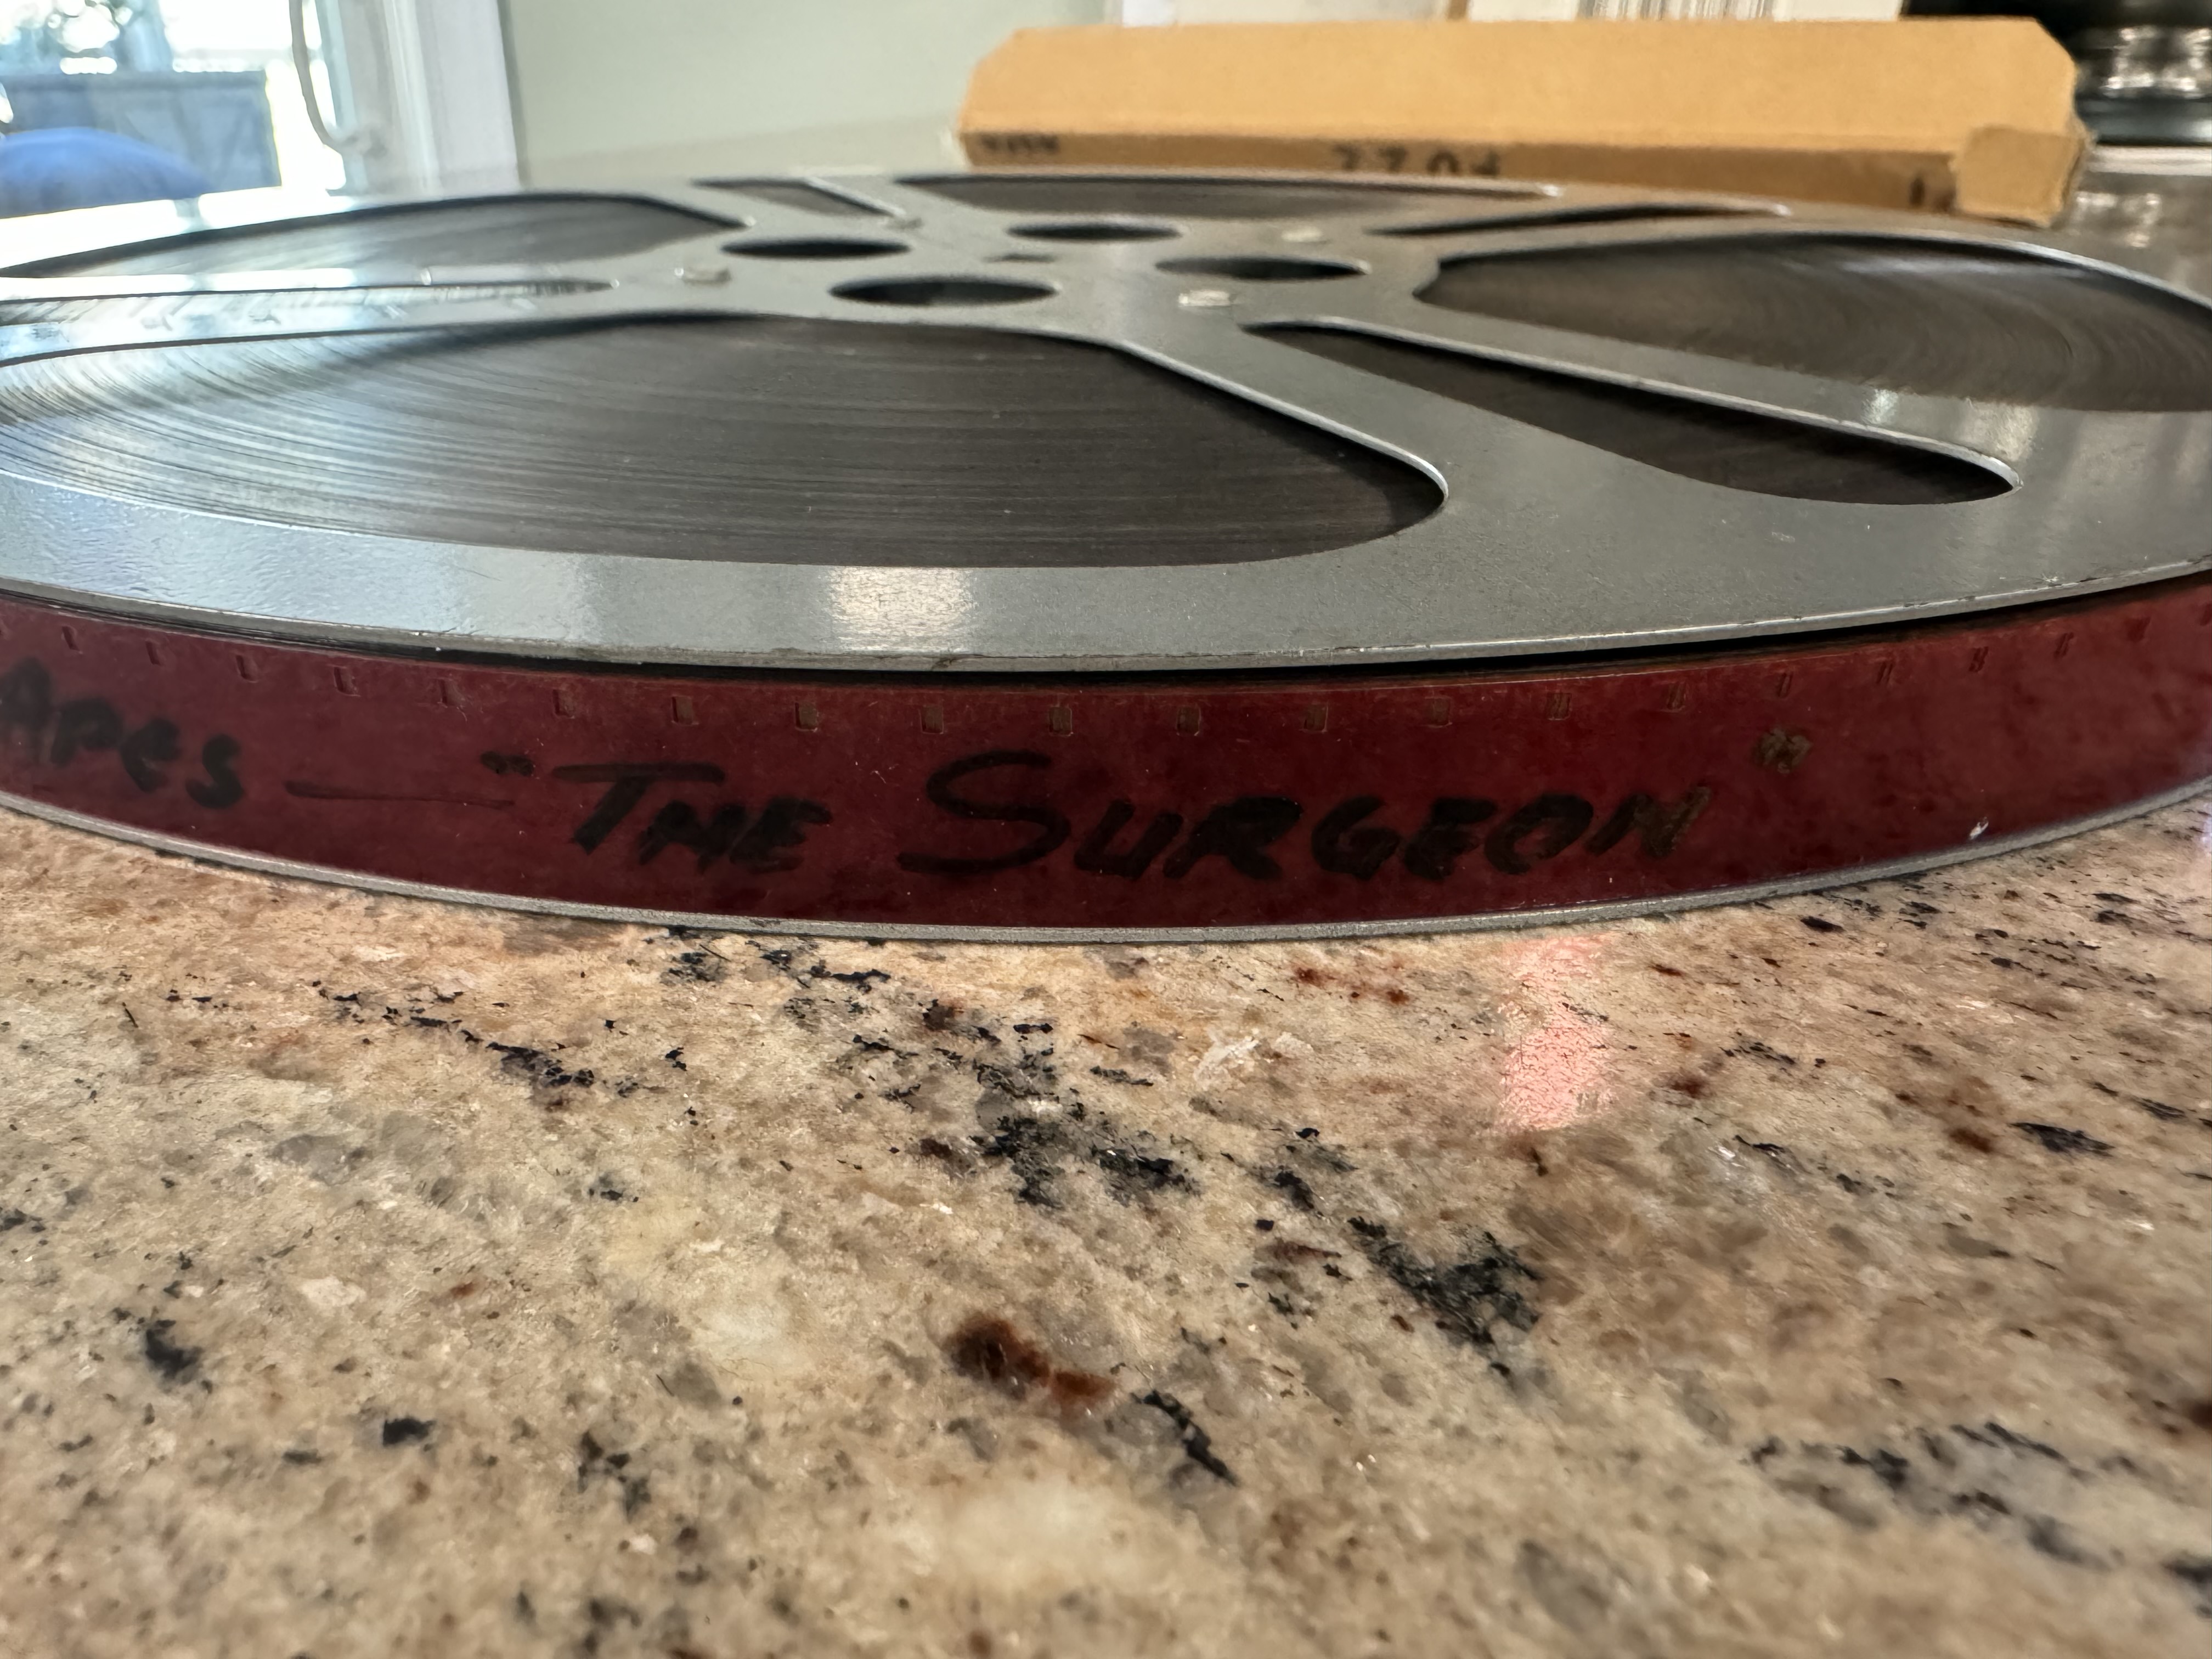 Apes — "THE SURGEON"